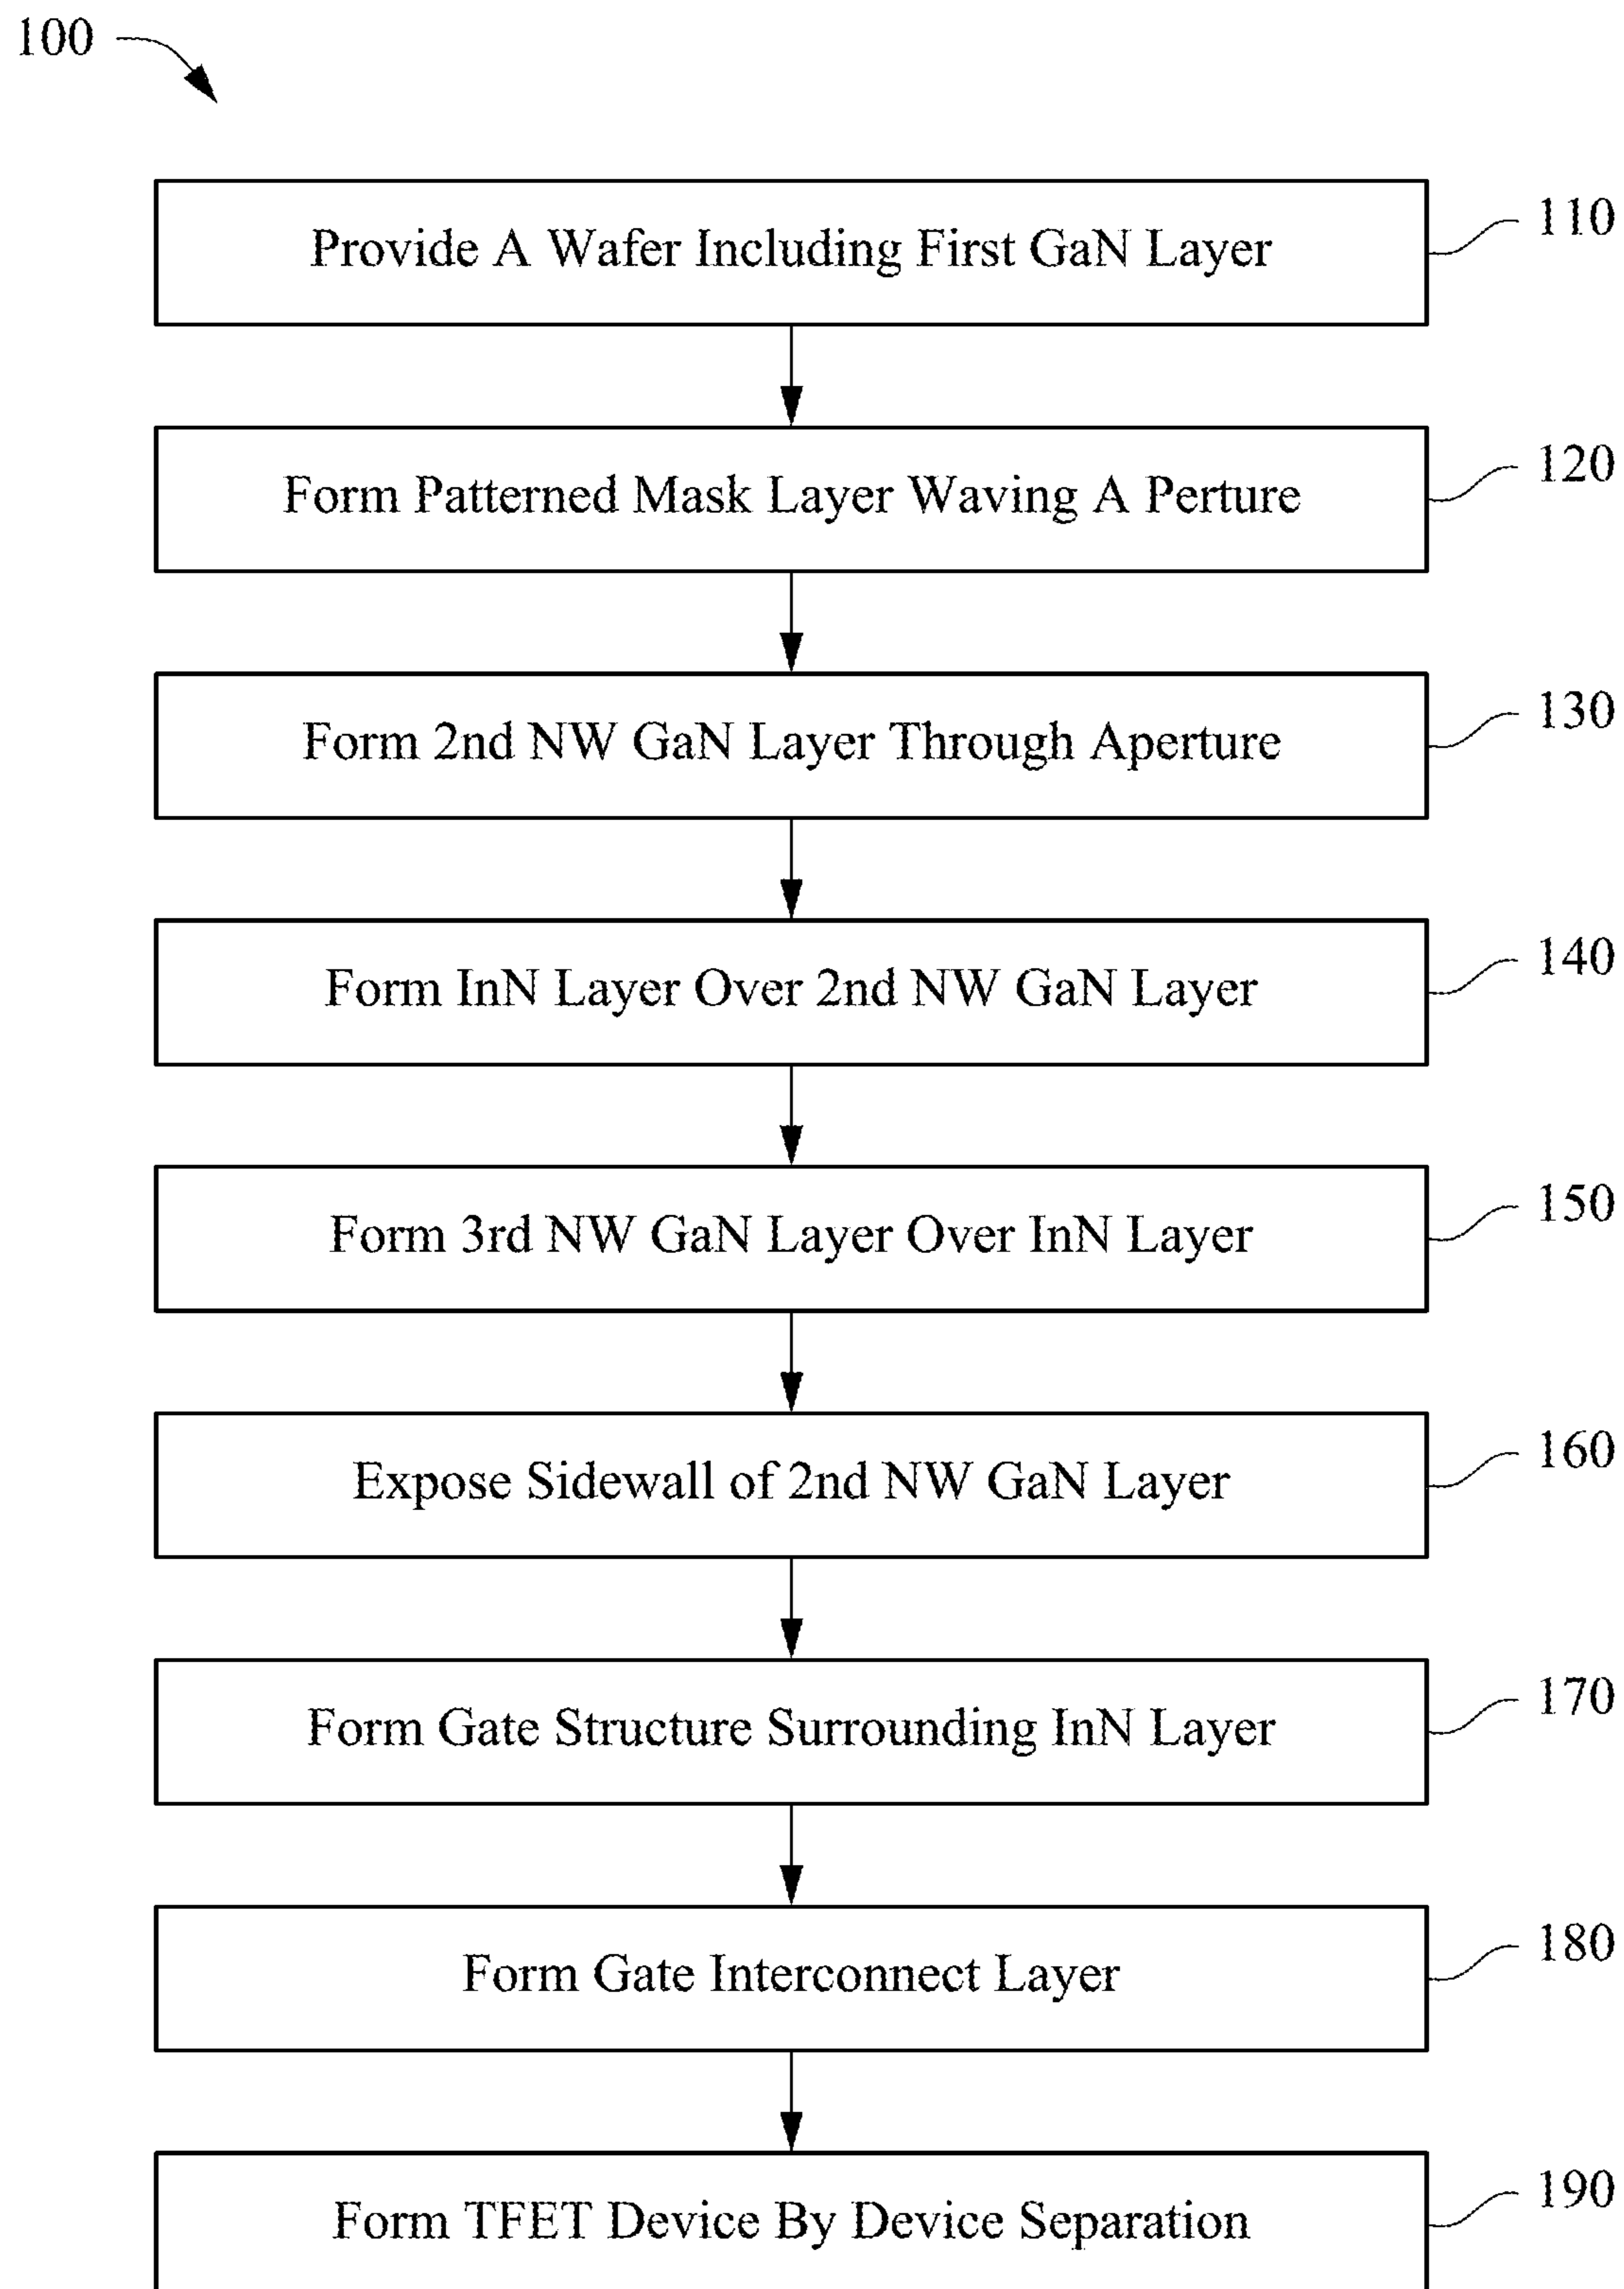 100
Provide A Wafer Including First GaN Layer
110
Form Patterned Mask Layer Waving A Perture
120
Form 2nd NW GaN Layer Through Aperture
130
Form InN Layer Over 2nd NW GaN Layer
140
Form 3rd NW GaN Layer Over InN Layer
150
Expose Sidewall of 2nd NW GaN Layer
160
Form Gate Structure Surrounding InN Layer
170
Form Gate Interconnect Layer
180
Form TFET Device By Device Separation
190